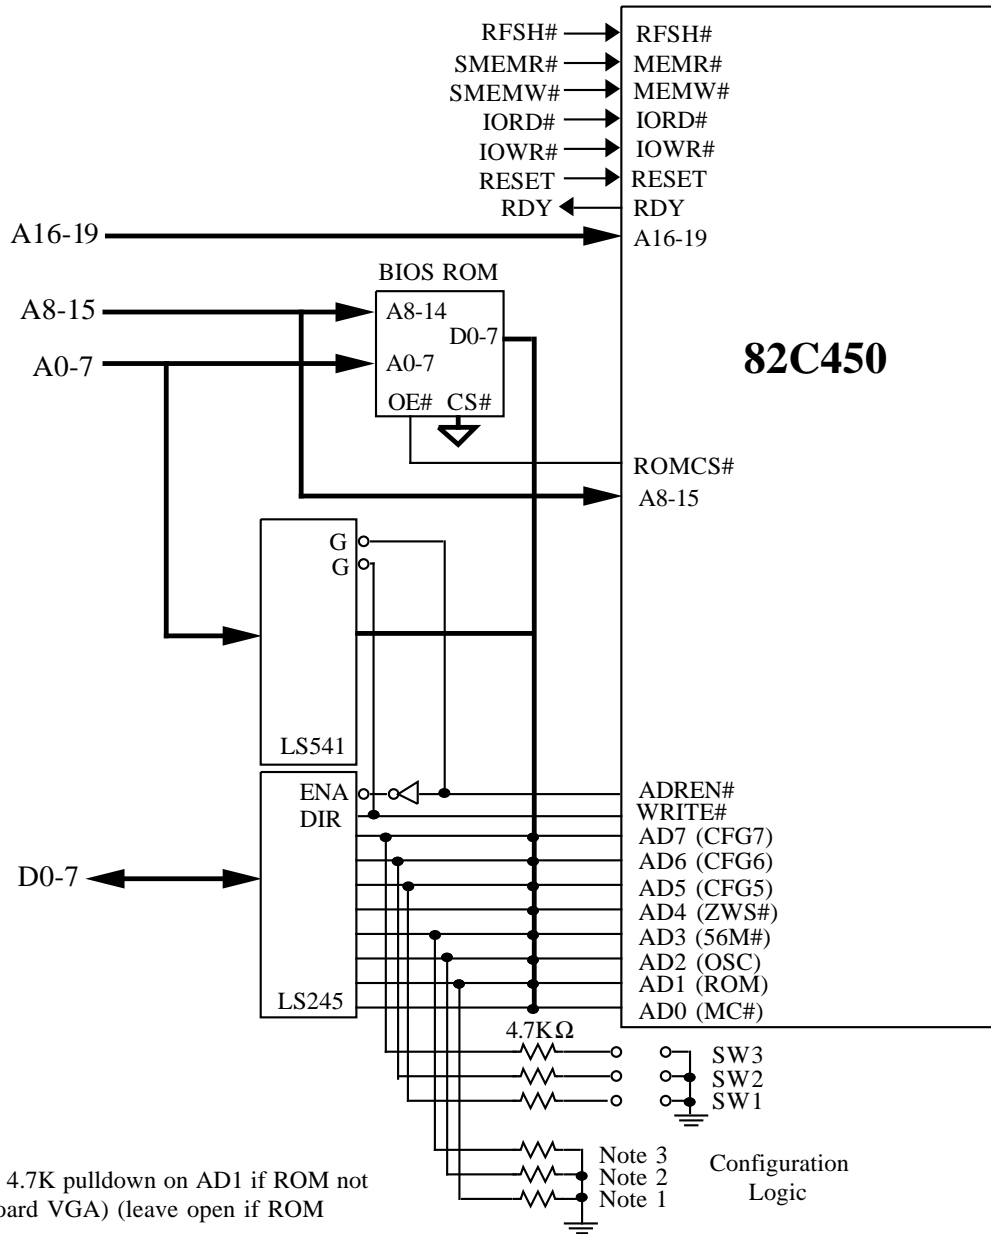 RFSH# RFSH#
SMEMR# MEMR#
SMEMW# MEMW#
IORD# IORD#
IOWR# IOWR#
RESET RESET
RDY RDY
A16-19 A16-19
BIOS ROM
A8-15 A8-14
D0-7
A0-7 A0-7
82C450
OE# CS#
ROMCS#
A8-15
G
G
LS541
ENA ADREN#
DIR WRITE#
AD7 (CFG7)
AD6 (CFG6)
D0-7 AD5 (CFG5)
AD4 (ZWS#)
AD3 (56M#)
AD2 (OSC)
AD1 (ROM)
LS245 AD0 (MC#)
4.7KΩ
SW3
SW2
SW1
Note 3
Note 2
Note 1
Configuration
Logic
4.7K pulldown on AD1 if ROM not
oard VGA) (leave open if ROM